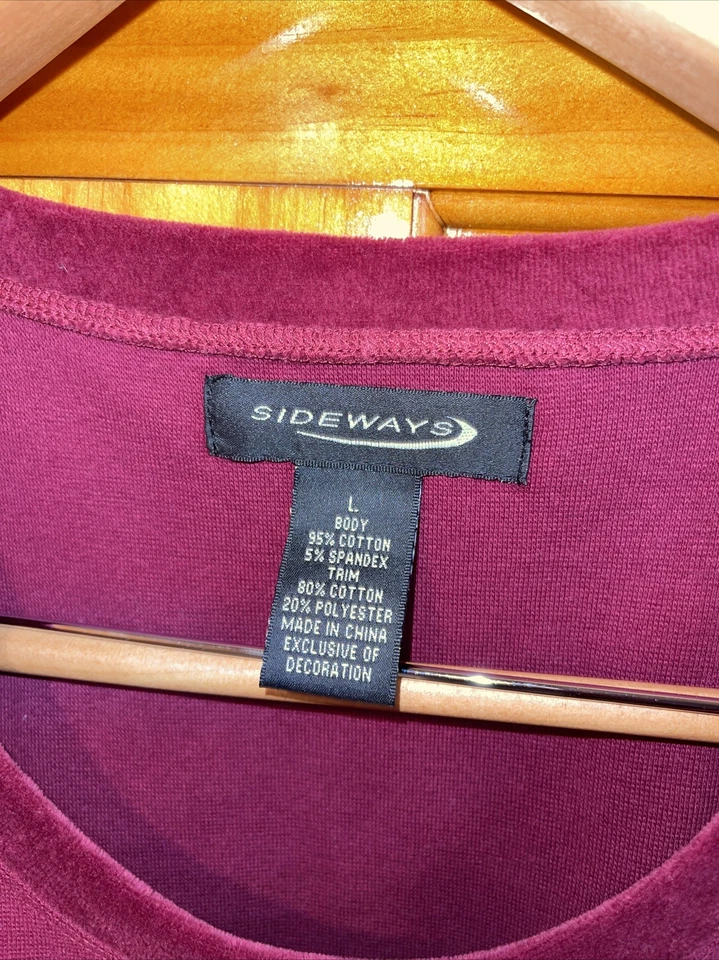 SIDEWAYS
L
BODY
95% COTTON
5% SPANDEX
TRIM
80% COTTON
20% POLYESTER
MADE IN CHINA
EXCLUSIVE OF
DECORATION